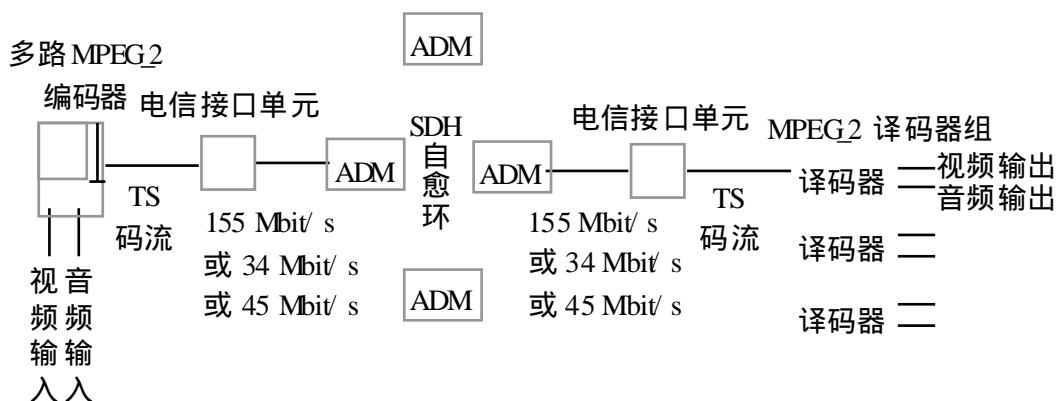 ADM
多路 MPEG_2
编码器
电信接口单元
SDH
自愈环
电信接口单元
MPEG_2 译码器组
ADM
ADM
译码器
视频输出
音频输出
TS
码流
155 Mbit/ s
或 34 Mbit/ s
或 45 Mbit/ s
155 Mbit/ s
或 34 Mbit/ s
或 45 Mbit/ s
TS
码流
译码器
视频输入
音频输入
ADM
译码器